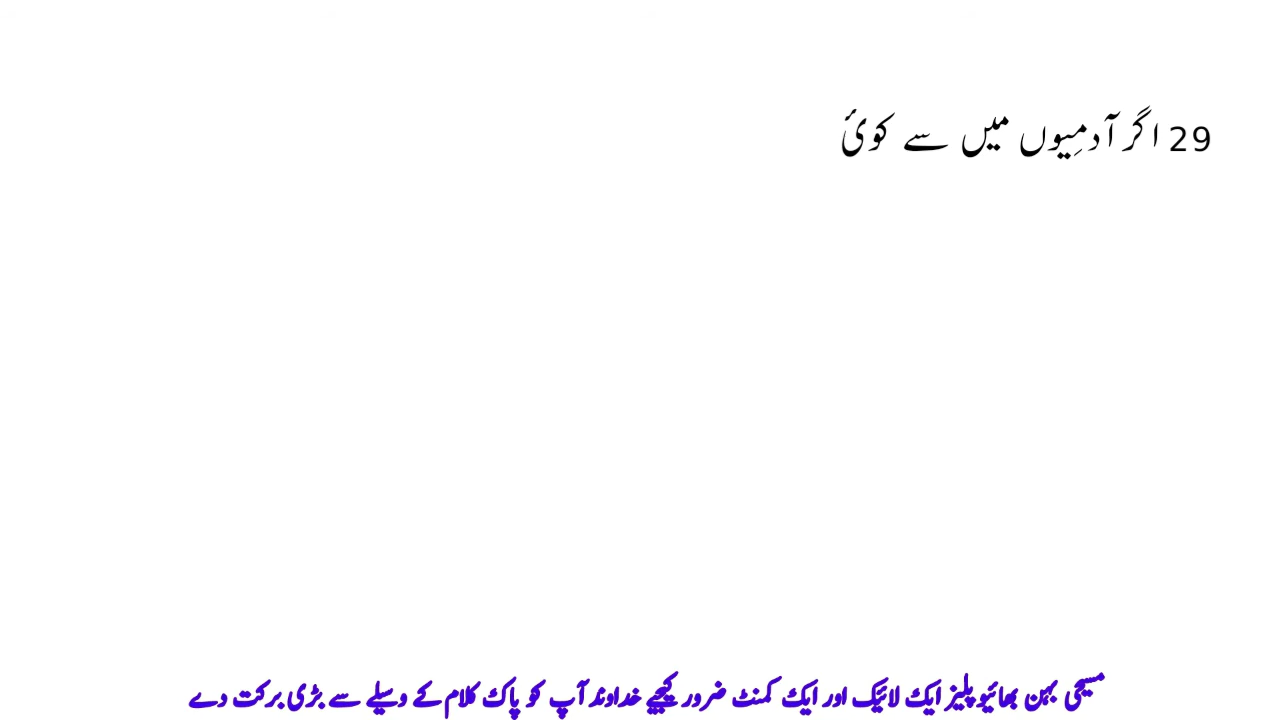 29 اگر آدمِیوں میں سے کوئ
مسیحی بہن بھائیو پلیز ایک لائیک اور ایک کمنٹ ضرور کیجیے خداوند آپ کو پاک کلام کے وسیلے سے بڑی برکت دے